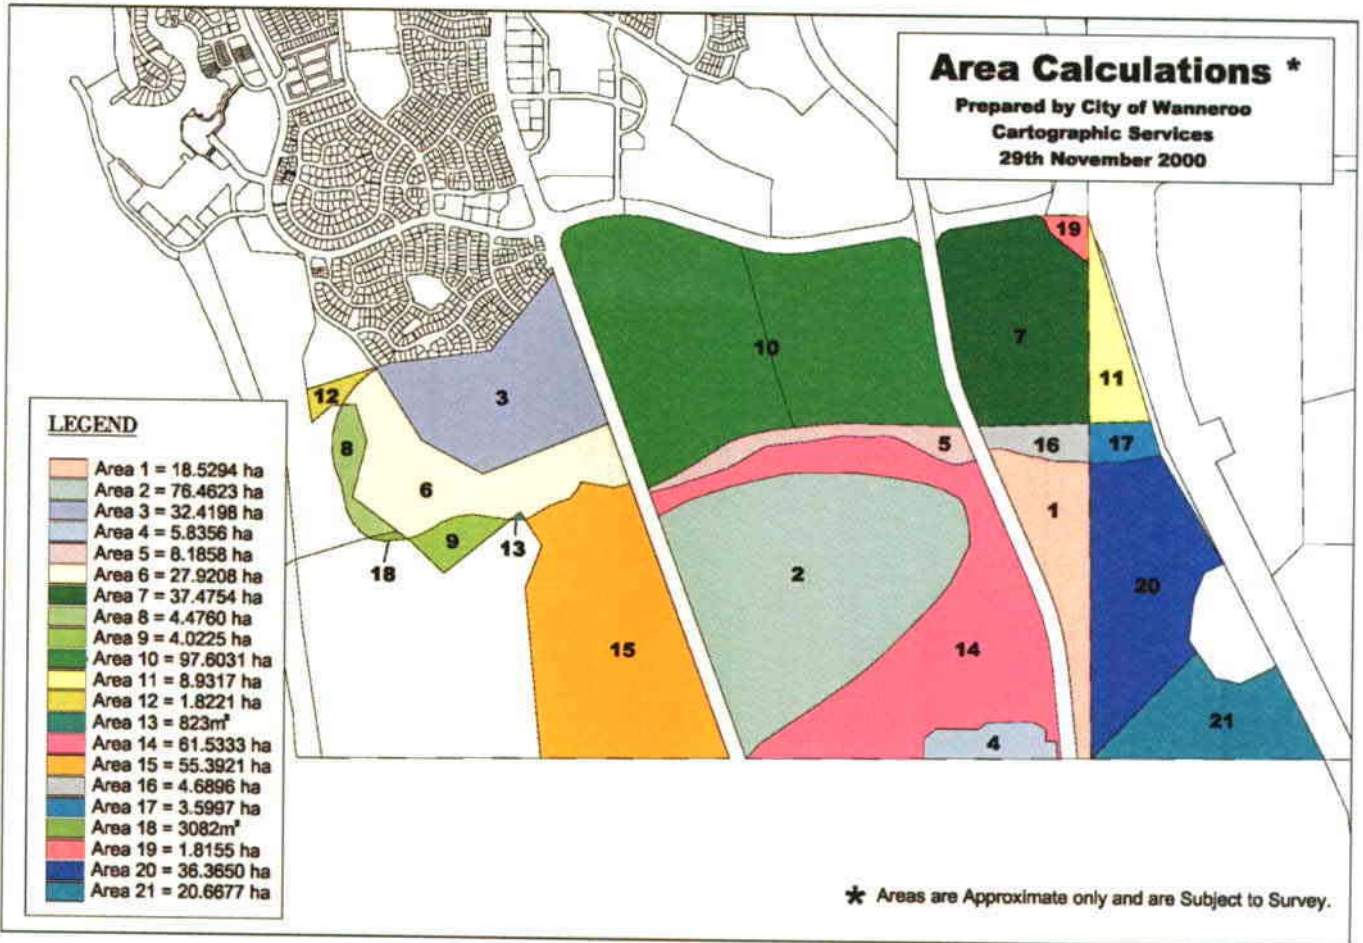 Area Calculations *
Prepared by City of Wanneroo
Cartographic Services
29th November 2000
19
7
10
11
3
12
LEGEND
8
5
16
17
Area 1 = 18.5294 ha
Area 2 = 76.4623 ha
Area 3 = 32.4198 ha
Area 4 = 5.8356 ha
Area 5 = 8.1858 ha
Area 6 = 27.9208 ha
Area 7 = 37.4754 ha
Area 8 = 4.4760 ha
Area 9 = 4.0225 ha
Area 10 = 97.6031 ha
Area 11 = 8.9317 ha
Area 12 = 1.8221 ha
Area 13 = 823m²
Area 14 = 61.5333 ha
Area 15 = 55.3921 ha
Area 16 = 4.6896 ha
Area 17 = 3.5997 ha
Area 18 = 3082m²
Area 19 = 1.8155 ha
Area 20 = 36.3650 ha
Area 21 = 20.6677 ha
6
1
9
13
18
2
20
15
14
21
4
* Areas are Approximate only and are Subject to Survey.